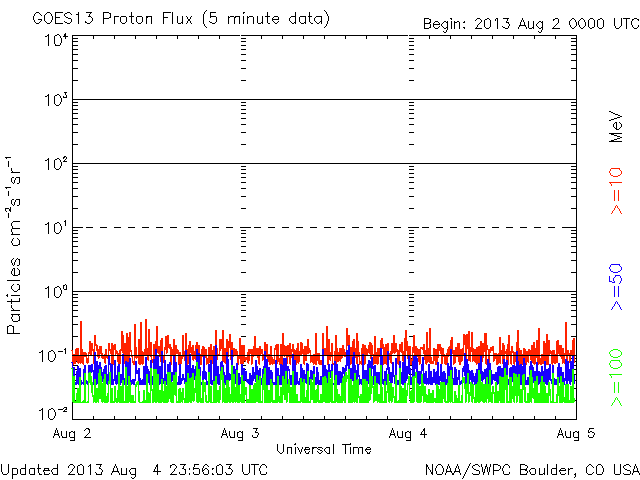 GOES13 Proton Flux (5 minute data)
Begin: 2013 Aug 2 0000 UTC
Particles cm⁻²s⁻¹sr⁻¹
10⁴
10³
10²
10¹
10⁰
10⁻¹
10⁻²
Aug 2
Aug 3
Aug 4
Aug 5
Universal Time
MeV
>=10
>=50
>=100
Updated 2013 Aug 4 23:56:03 UTC
NOAA/SWPC Boulder, CO USA